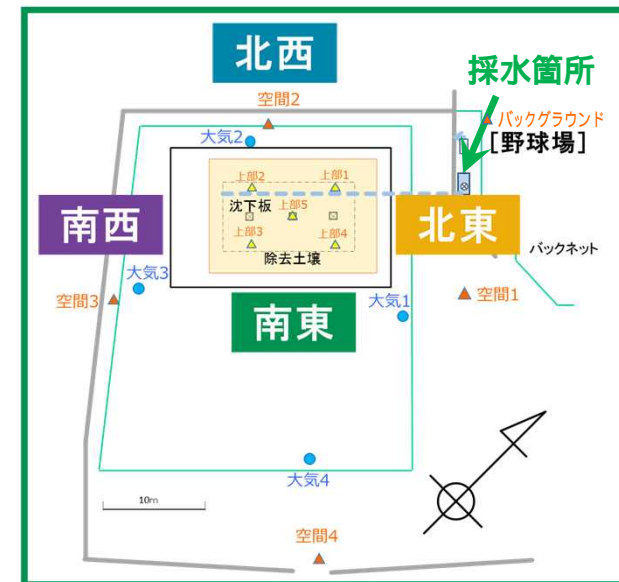 北西
採水箇所
空間2
バックグラウンド
[野球場]
大気2
上部2
上部1
沈下板
上部5
南西
北東
上部3
上部4
除去土壌
バックネット
大気3
空間3
南東
大気1
空間1
大気4
10m
空間4